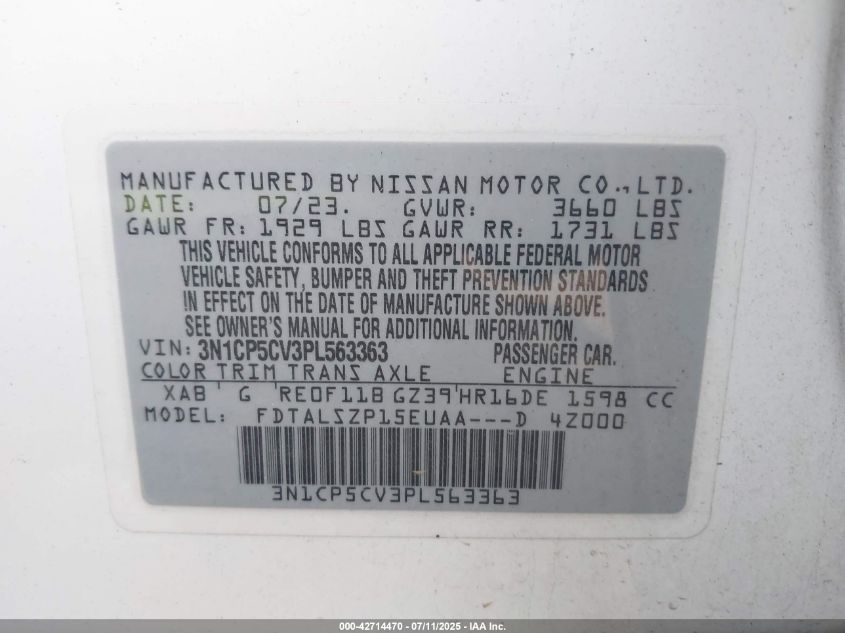 MANUFACTURED BY NISSAN MOTOR CO., LTD.
DATE: 07/23. GVWR: 3660 LBS
GAWR FR: 1929 LBS GAWR RR: 1731 LBS
THIS VEHICLE CONFORMS TO ALL APPLICABLE FEDERAL MOTOR
VEHICLE SAFETY, BUMPER AND THEFT PREVENTION STANDARDS
IN EFFECT ON THE DATE OF MANUFACTURE SHOWN ABOVE.
SEE OWNER'S MANUAL FOR ADDITIONAL INFORMATION.
VIN: 3N1CP5CV3PL563363 PASSENGER CAR.
COLOR TRIM TRANS AXLE ENGINE
XAB G RE0F11B GZ39 HR16DE 1598 CC
MODEL: FDTALSZP15EUAA---D 4Z000
3N1CP5CV3PL563363
000-42714470 - 07/11/2025 - IAA Inc.